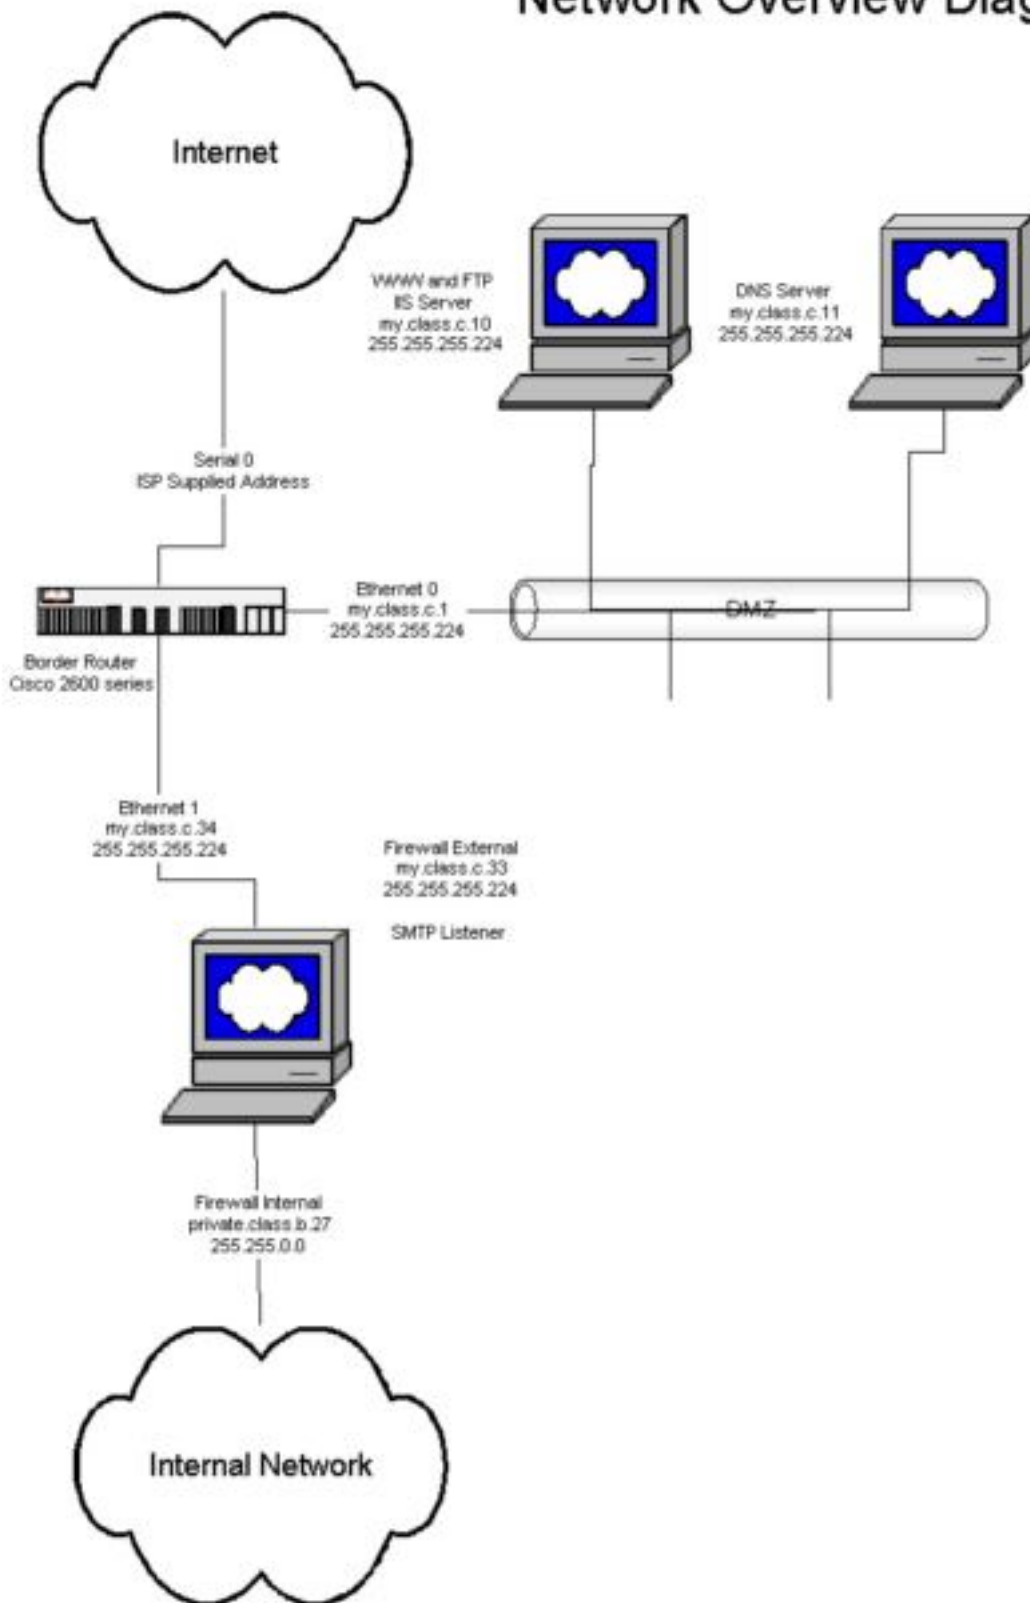 Network Overview Diag
Internet
WWW and FTP
IIS Server
my.class.c.10
255.255.255.224
DNS Server
my.class.c.11
255.255.255.224
Serial 0
ISP Supplied Address
Ethernet 0
my.class.c.1
255.255.255.224
DMZ
Border Router
Cisco 2600 series
Ethernet 1
my.class.c.34
255.255.255.224
Firewall External
my.class.c.33
255.255.255.224
SMTP Listener
Firewall Internal
private.class.b.27
255.255.0.0
Internal Network